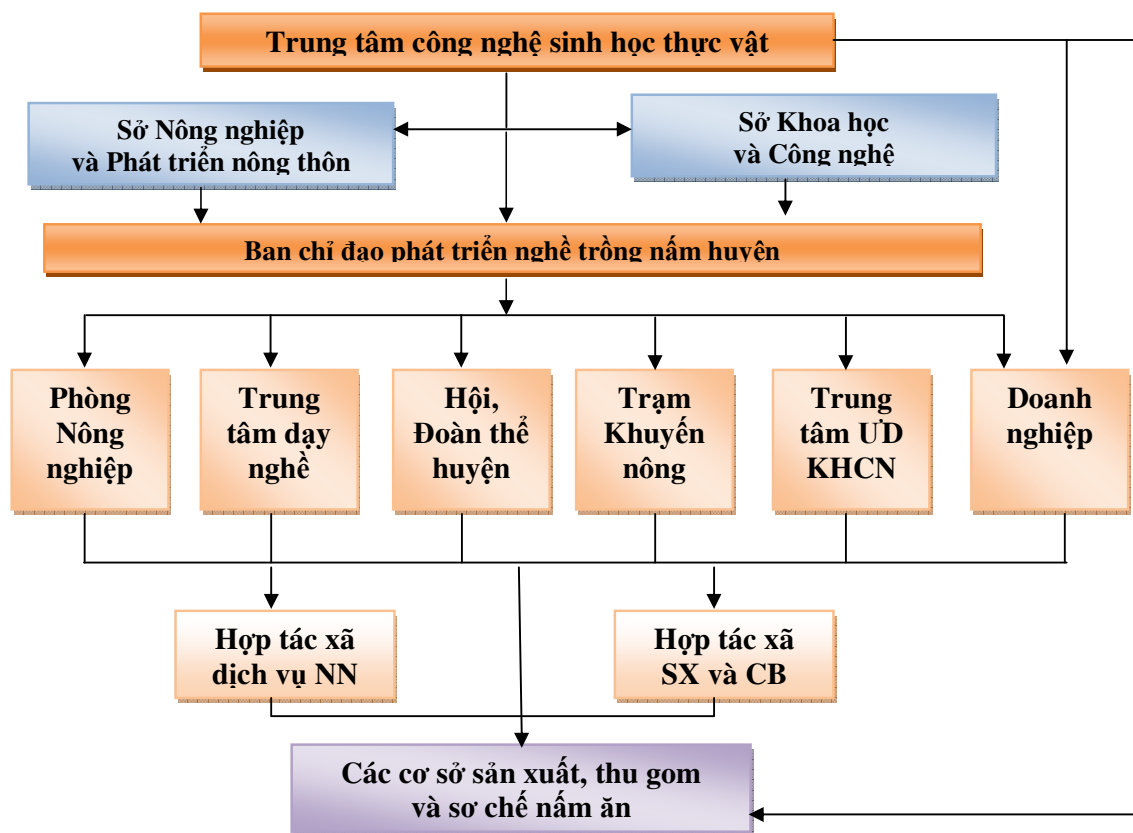 Trung tâm công nghệ sinh học thực vật
Sở Nông nghiệp
và Phát triển nông thôn
Sở Khoa học
và Công nghệ
Ban chỉ đạo phát triển nghề trồng nấm huyện
Phòng
Nông
nghiệp
Trung
tâm dạy
nghề
Hội,
Đoàn thể
huyện
Trạm
Khuyến
nông
Trung
tâm ƯD
KHCN
Doanh
nghiệp
Hợp tác xã
dịch vụ NN
Hợp tác xã
SX và CB
Các cơ sở sản xuất, thu gom
và sơ chế nấm ăn